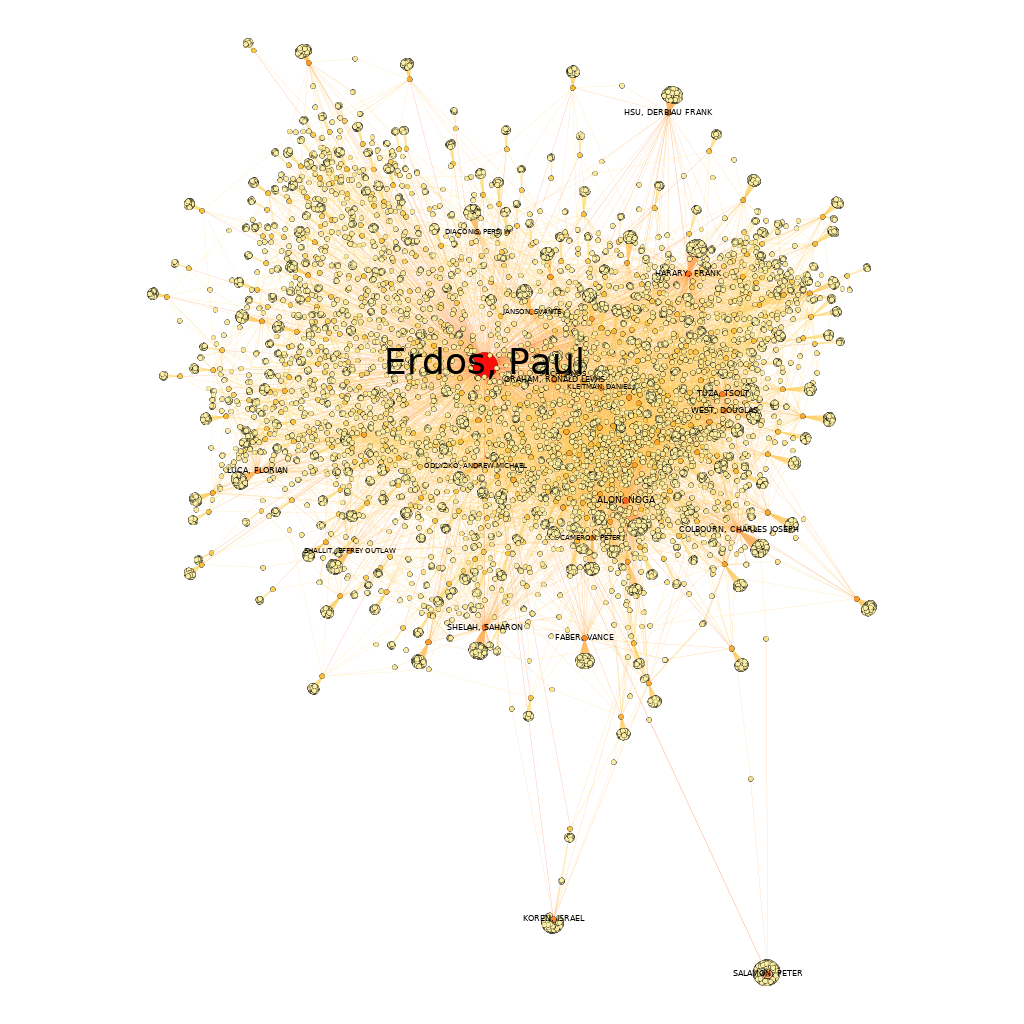 HSU, DERBIAU FRANK
DIACONIS, PERSI W
HARARY, FRANK
JANSON, SVANTE
Erdos, Paul
GRAHAM, RONALD LEWIS
KLEITMAN, DANIEL J
TUZA, ZSOLT
WEST, DOUGLAS
ODLYZKO, ANDREW MICHAEL
LUCA, FLORIAN
ALON, NOGA
COLBOURN, CHARLES JOSEPH
CAMERON, PETER J
SHALLIT, JEFFREY OUTLAW
SHELAH, SAHARON
FABER, VANCE
KOREN, ISRAEL
SALAMON, PETER